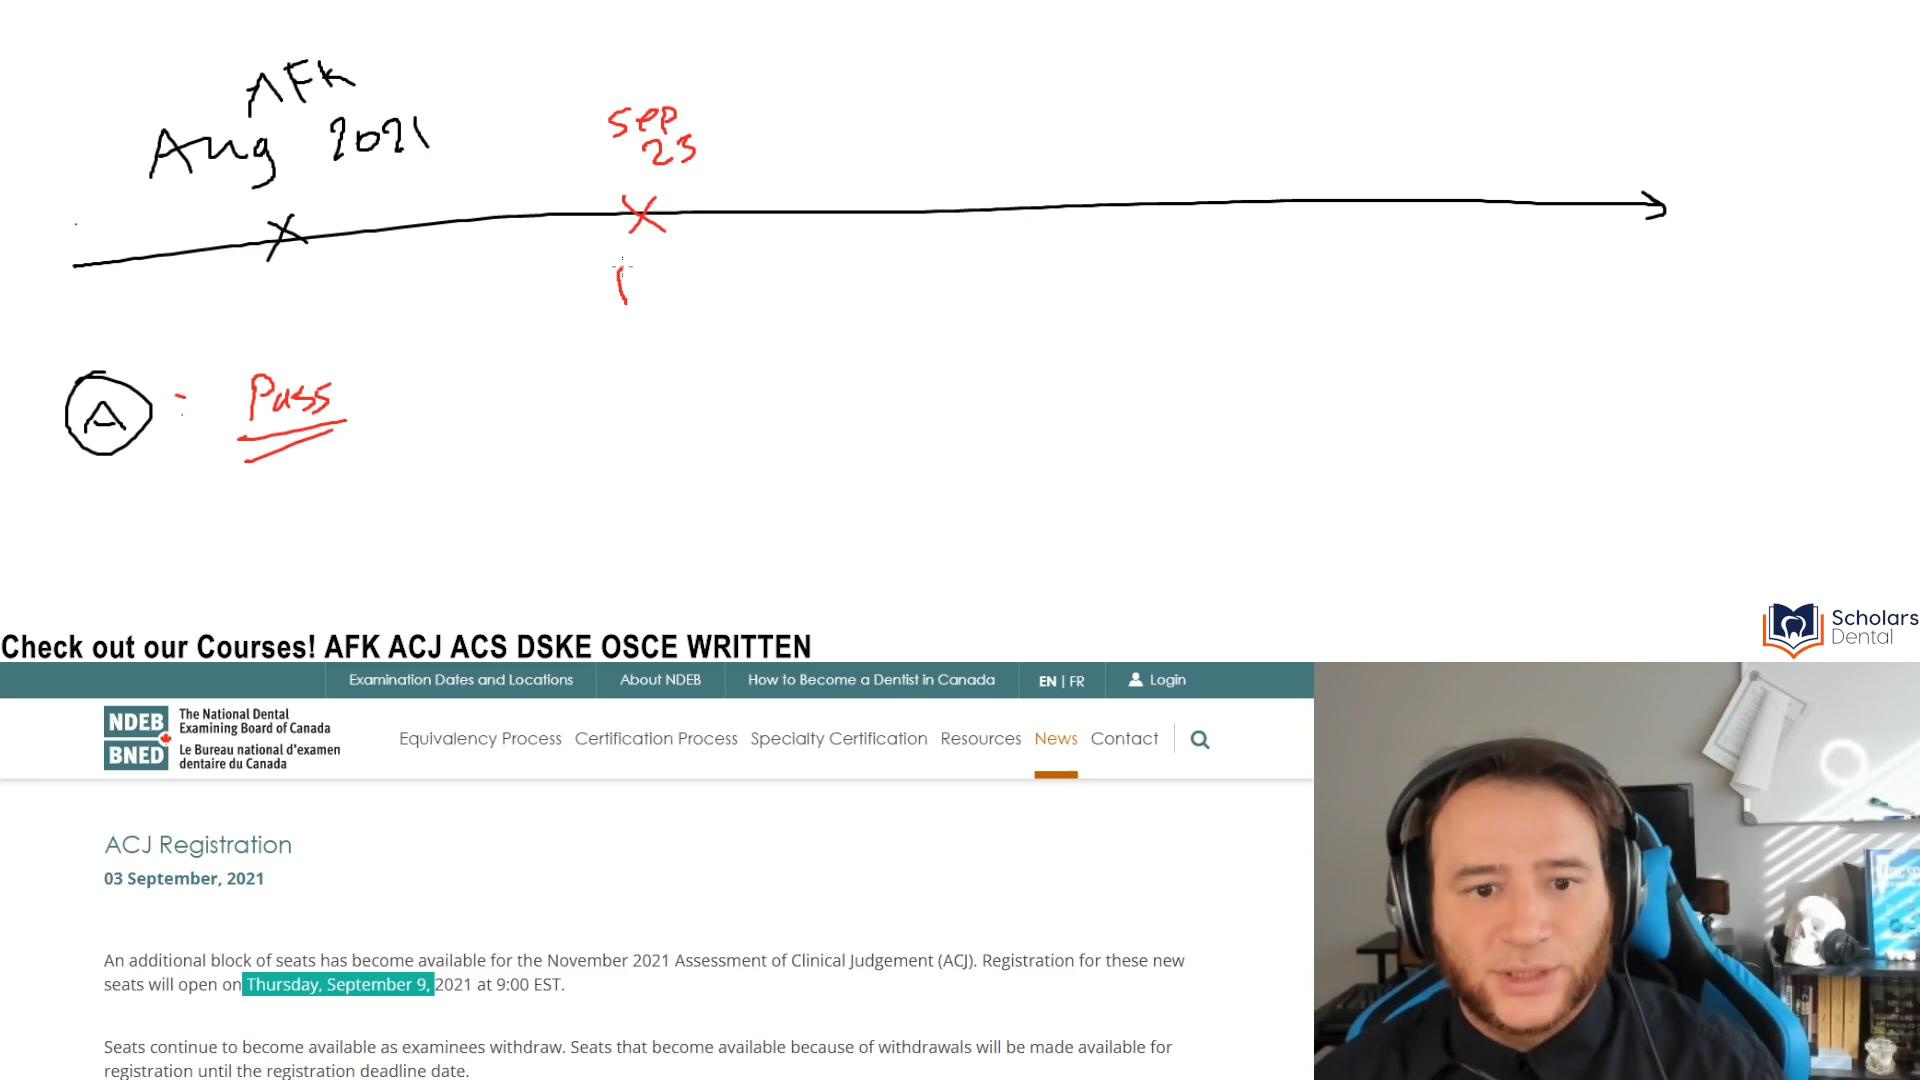 AFK
Aug 2021
Sep
23
A : Pass
Scholars
Dental
Check out our Courses! AFK ACJ ACS DSKE OSCE WRITTEN
Examination Dates and Locations
About NDEB
How to Become a Dentist in Canada
EN | FR
Login
NDEB
BNED
The National Dental
Examining Board of Canada
Le Bureau national d'examen
dentaire du Canada
Equivalency Process
Certification Process
Specialty Certification
Resources
News
Contact
ACJ Registration
03 September, 2021
An additional block of seats has become available for the November 2021 Assessment of Clinical Judgement (ACJ). Registration for these new
seats will open on Thursday, September 9, 2021 at 9:00 EST.
Seats continue to become available as examinees withdraw. Seats that become available because of withdrawals will be made available for
registration until the registration deadline date.